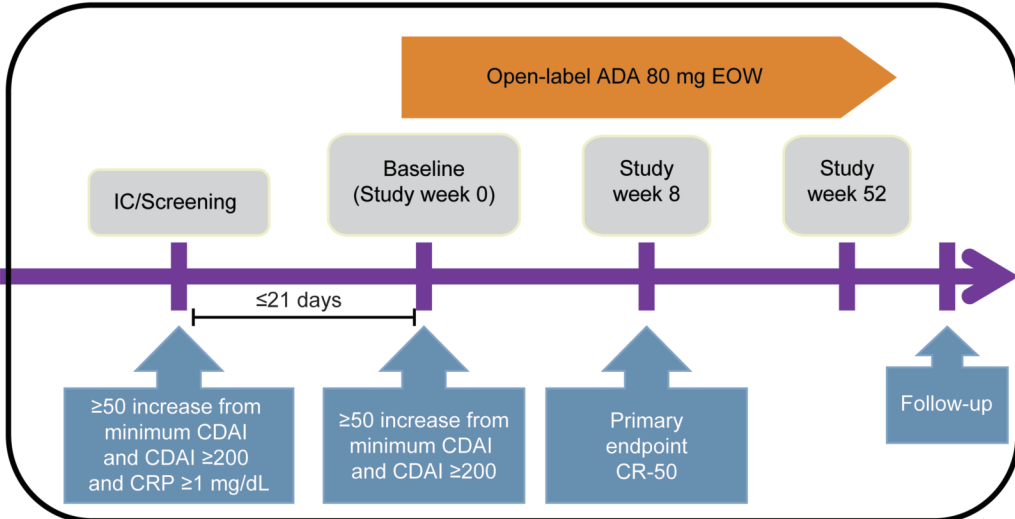 Open-label ADA 80 mg EOW
IC/Screening
Baseline
(Study week 0)
Study
week 8
Study
week 52
≤21 days
≥50 increase from
minimum CDAI
and CDAI ≥200
and CRP ≥1 mg/dL
≥50 increase from
minimum CDAI
and CDAI ≥200
Primary
endpoint
CR-50
Follow-up